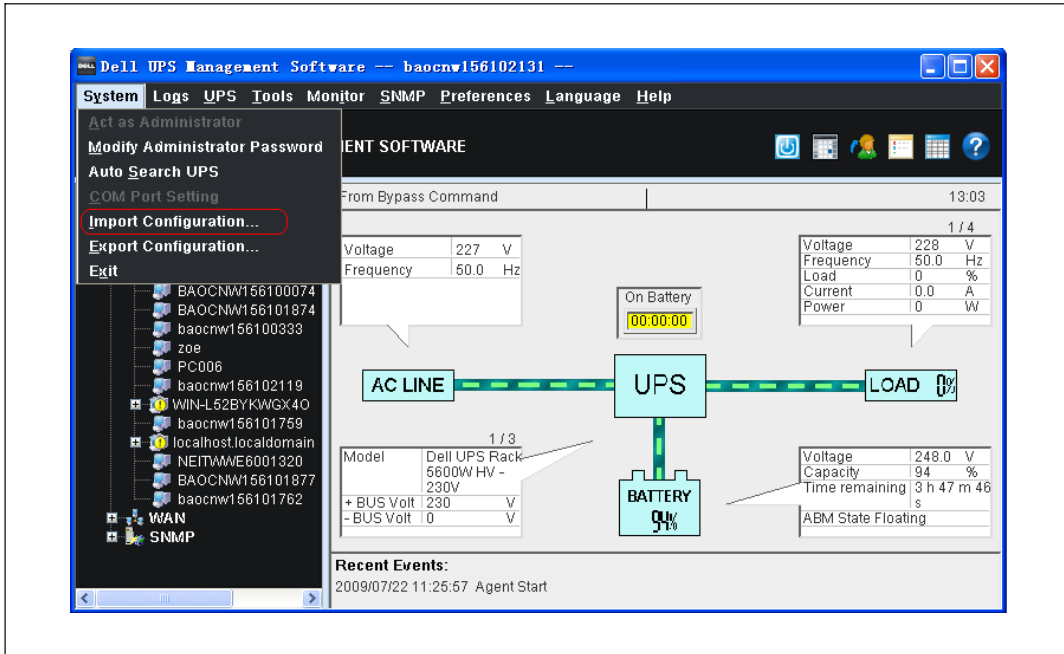 DELL Dell UPS Management Software -- baocnw156102131 --
System Logs UPS Tools Monitor SNMP Preferences Language Help
Act as Administrator
Modify Administrator Password
Auto Search UPS
COM Port Setting
Import Configuration...
Export Configuration...
Exit
IENT SOFTWARE
From Bypass Command 13:03
BAOCNW156100074
BAOCNW156101874
baocnw156100333
zoe
PC006
baocnw156102119
WIN-L52BYKWGX4O
baocnw156101759
localhost.localdomain
NEITWWE6001320
BAOCNW156101877
baocnw156101762
WAN
SNMP
Voltage 227 V
Frequency 50.0 Hz
On Battery
00:00:00
1 / 4
Voltage 228 V
Frequency 50.0 Hz
Load 0 %
Current 0.0 A
Power 0 W
AC LINE
UPS
LOAD 0%
1 / 3
Model Dell UPS Rack
5600W HV -
230V
+ BUS Volt 230 V
- BUS Volt 0 V
BATTERY
94%
Voltage 248.0 V
Capacity 94 %
Time remaining 3 h 47 m 46
s
ABM State Floating
Recent Events:
2009/07/22 11:25:57 Agent Start